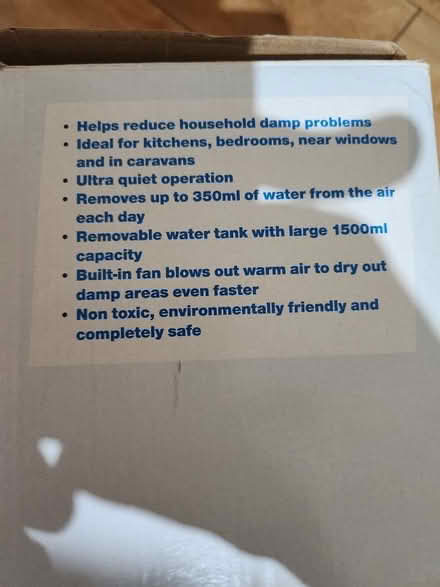 • Helps reduce household damp problems
• Ideal for kitchens, bedrooms, near windows
and in caravans
• Ultra quiet operation
• Removes up to 350ml of water from the air
each day
• Removable water tank with large 1500ml
capacity
• Built-in fan blows out warm air to dry out
damp areas even faster
• Non toxic, environmentally friendly and
completely safe